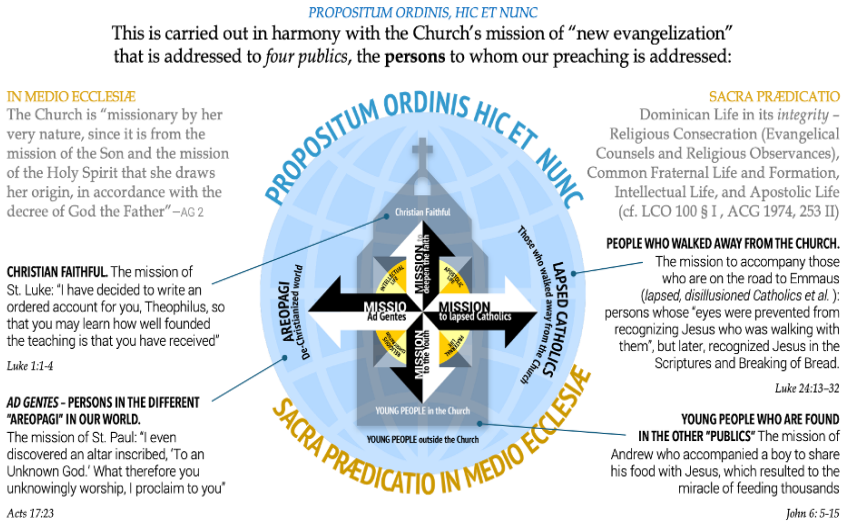 PROPOSITUM ORDINIS, HIC ET NUNC
This is carried out in harmony with the Church's mission of "new evangelization"
that is addressed to four publics, the persons to whom our preaching is addressed:
IN MEDIO ECCLESIÆ
The Church is "missionary by her
very nature, since it is from the
mission of the Son and the mission
of the Holy Spirit that she draws
her origin, in accordance with the
decree of God the Father" –AG 2
CHRISTIAN FAITHFUL. The mission of
St. Luke: "I have decided to write an
ordered account for you, Theophilus, so
that you may learn how well founded
the teaching is that you have received"
Luke 1:1-4
AD GENTES – PERSONS IN THE DIFFERENT
"AREOPAGI" IN OUR WORLD.
The mission of St. Paul: "I even
discovered an altar inscribed, 'To an
Unknown God.' What therefore you
unknowingly worship, I proclaim to you"
Acts 17:23
PROPOSITUM ORDINIS HIC ET NUNC
Christian Faithful
MISSION to
deepen the faith
INTELLECTUAL
LIFE
APOSTOLIC
LIFE
AREOPAGI
De-Christianized world
MISSIO
Ad Gentes
MISSION
to lapsed Catholics
Those who walked away from the Church
LAPSED CATHOLICS
RELIGIOUS
CONSECRATION
FRATERNAL
LIFE
MISSION
to the Youth
YOUNG PEOPLE in the Church
YOUNG PEOPLE outside the Church
SACRA PRÆDICATIO IN MEDIO ECCLESIÆ
SACRA PRÆDICATIO
Dominican Life in its integrity –
Religious Consecration (Evangelical
Counsels and Religious Observances),
Common Fraternal Life and Formation,
Intellectual Life, and Apostolic Life
(cf. LCO 100 § I , ACG 1974, 253 II)
PEOPLE WHO WALKED AWAY FROM THE CHURCH.
The mission to accompany those
who are on the road to Emmaus
(lapsed, disillusioned Catholics et al. ):
persons whose "eyes were prevented from
recognizing Jesus who was walking with
them", but later, recognized Jesus in the
Scriptures and Breaking of Bread.
Luke 24:13–32
YOUNG PEOPLE WHO ARE FOUND
IN THE OTHER "PUBLICS" The mission of
Andrew who accompanied a boy to share
his food with Jesus, which resulted to the
miracle of feeding thousands
John 6: 5-15